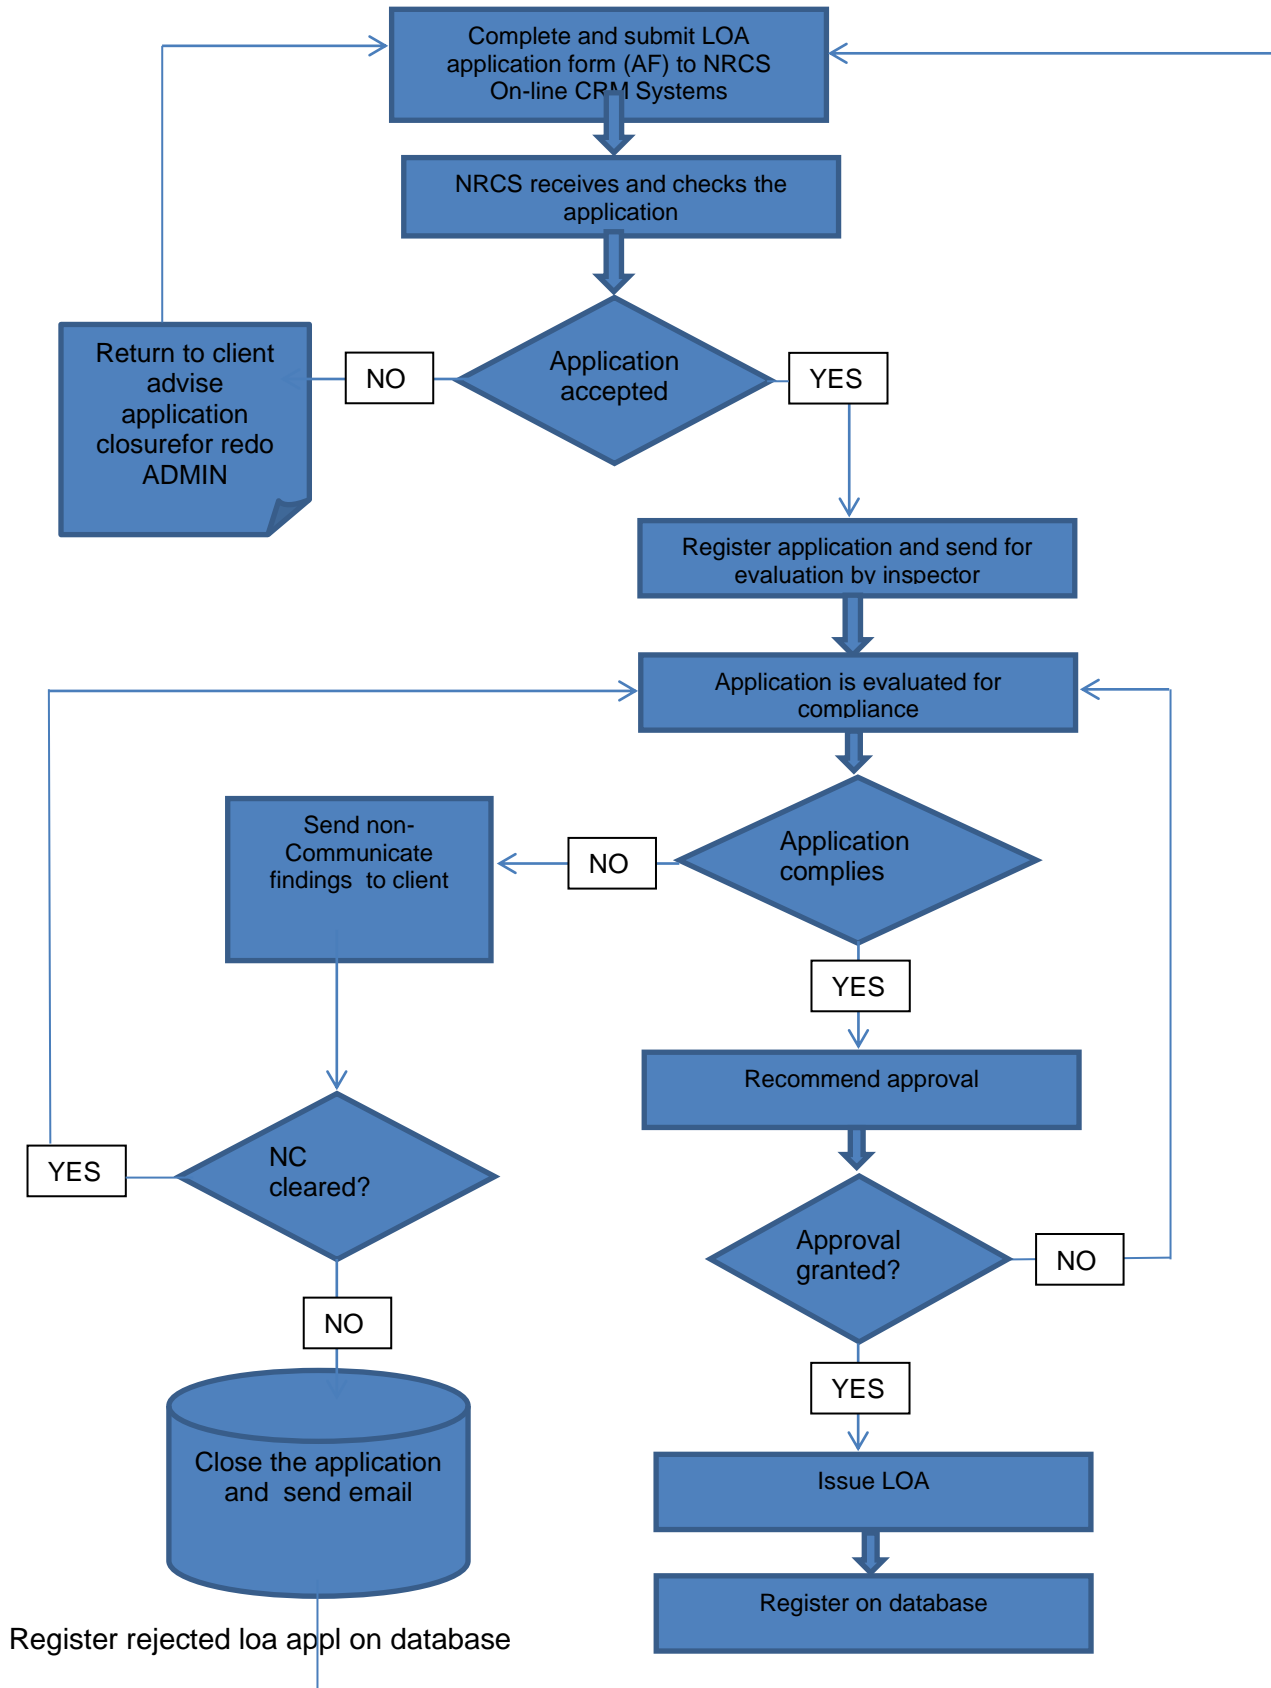 Complete and submit LOA
application form (AF) to NRCS
On-line CRM Systems
NRCS receives and checks the
application
Application
accepted
NO
YES
Return to client
advise
application
closurefor redo
ADMIN
Register application and send for
evaluation by inspector
Application is evaluated for
compliance
Application
complies
NO
Send non-
Communicate
findings  to client
YES
Recommend approval
NC
cleared?
YES
Approval
granted?
NO
NO
YES
Close the application
and  send email
Issue LOA
Register on database
Register rejected loa appl on database